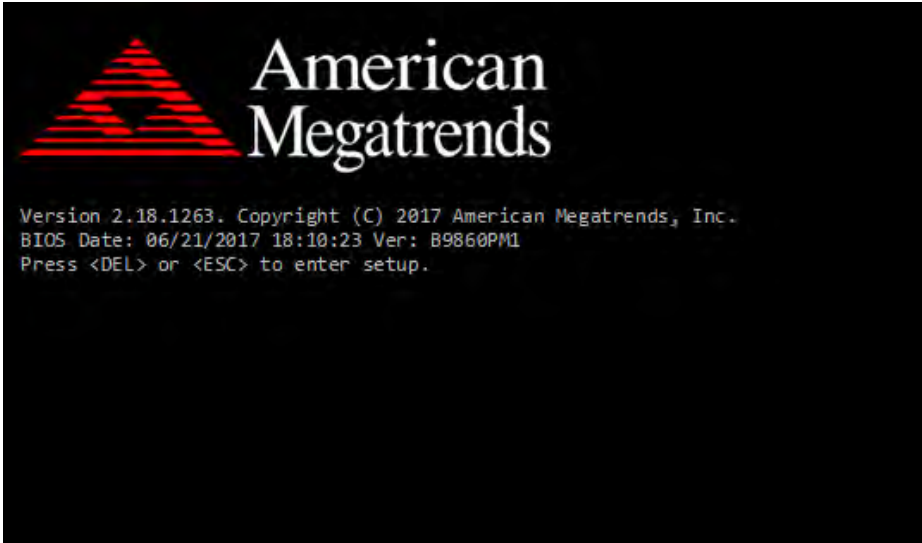 American
Megatrends
Version 2.18.1263. Copyright (C) 2017 American Megatrends, Inc.
BIOS Date: 06/21/2017 18:10:23 Ver: B9860PM1
Press <DEL> or <ESC> to enter setup.